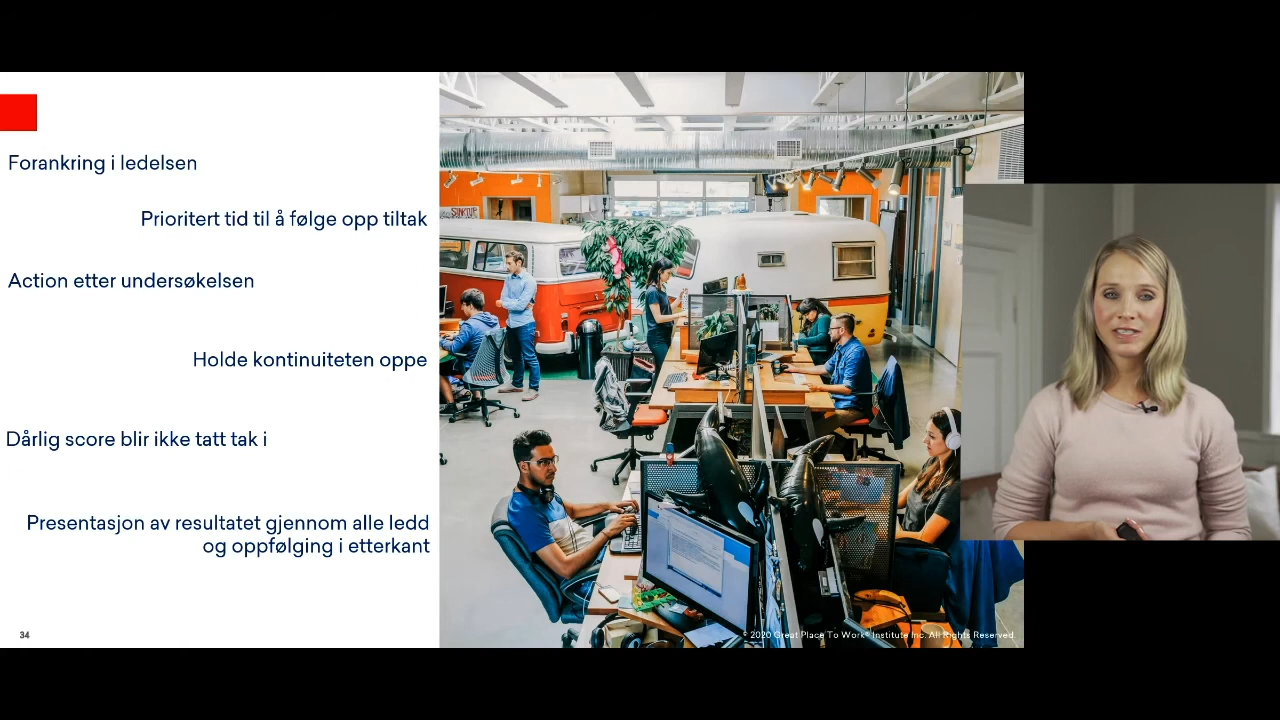 Forankring i ledelsen
Prioritert tid til å følge opp tiltak
Action etter undersøkelsen
Holde kontinuiteten oppe
Dårlig score blir ikke tatt tak i
Presentasjon av resultatet gjennom alle ledd
og oppfølging i etterkant
34
© 2020 Great Place To Work® Institute Inc. All Rights Reserved.